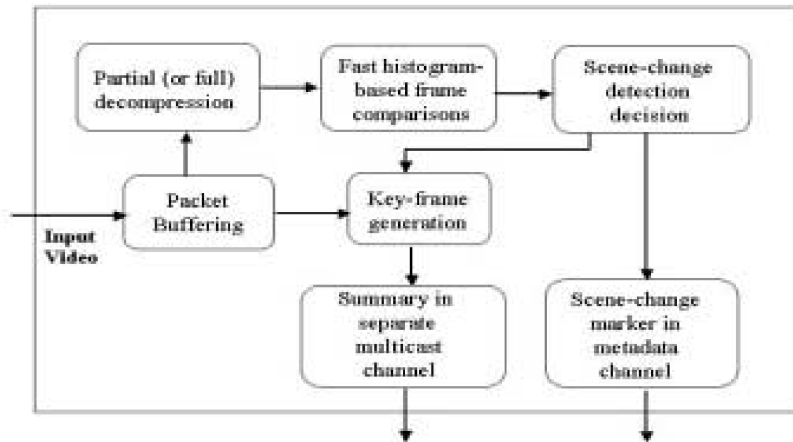 Partial (or full)
decompression
Fast histogram-
based frame
comparisons
Scene-change
detection
decision
Packet
Buffering
Key-frame
generation
Input
Video
Summary in
separate
multicast
channel
Scene-change
marker in
metadata
channel